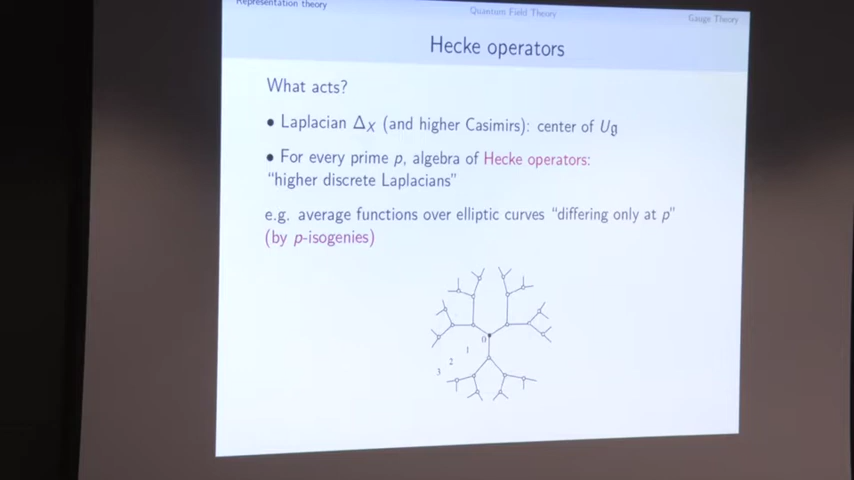 Representation theory
Quantum Field Theory
Gauge Theory
Hecke operators
What acts?
• Laplacian Δ_X (and higher Casimirs): center of U𝔤
• For every prime p, algebra of Hecke operators:
“higher discrete Laplacians”
e.g. average functions over elliptic curves “differing only at p”
(by p-isogenies)
0
1
2
3